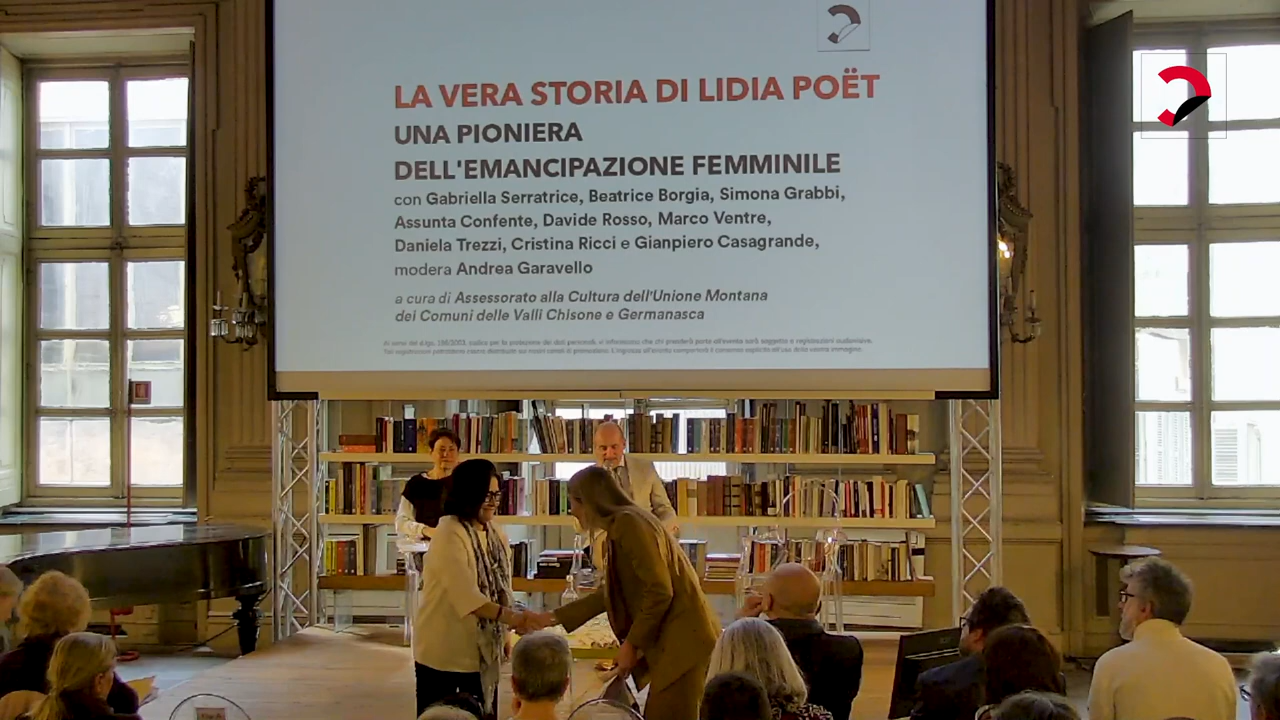 LA VERA STORIA DI LIDIA POËT
UNA PIONIERA
DELL'EMANCIPAZIONE FEMMINILE
con Gabriella Serratrice, Beatrice Borgia, Simona Grabbi,
Assunta Confente, Davide Rosso, Marco Ventre,
Daniela Trezzi, Cristina Ricci e Gianpiero Casagrande,
modera Andrea Garavello
a cura di Assessorato alla Cultura dell'Unione Montana
dei Comuni delle Valli Chisone e Germanasca